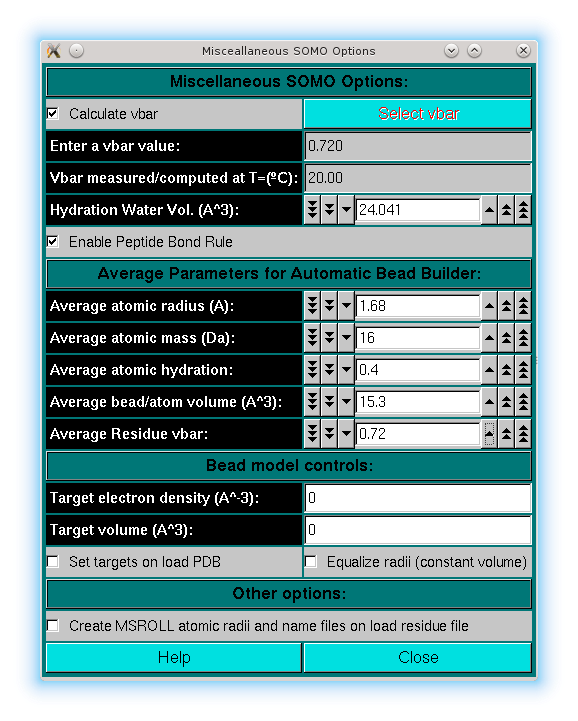 Misceallaneous SOMO Options
Miscellaneous SOMO Options:
Calculate vbar
Select vbar
Enter a vbar value:
0.720
Vbar measured/computed at T=(ºC):
20.00
Hydration Water Vol. (A^3):
24.041
Enable Peptide Bond Rule
Average Parameters for Automatic Bead Builder:
Average atomic radius (A):
1.68
Average atomic mass (Da):
16
Average atomic hydration:
0.4
Average bead/atom volume (A^3):
15.3
Average Residue vbar:
0.72
Bead model controls:
Target electron density (A^-3):
0
Target volume (A^3):
0
Set targets on load PDB
Equalize radii (constant volume)
Other options:
Create MSROLL atomic radii and name files on load residue file
Help
Close